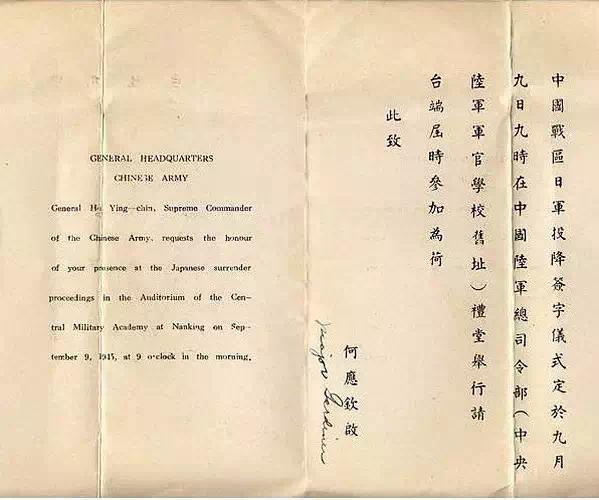 GENERAL HEADQUARTERS
CHINESE ARMY
General Ho Ying—chin, Supreme Commander
of the Chinese Army, requests the honour
of your presence at the Japanese surrender
proceedings in the Auditorium of the Cen—
tral Military Academy at Nanking on Sep—
tember 9, 1945, at 9 o'clock in the morning.
中國戰區日軍投降簽字儀式定於九月
九日九時在中國陸軍總司令部（中央
陸軍軍官學校舊址）禮堂舉行請
台端屆時參加為荷
此致
何應欽啟
Major Gardiner